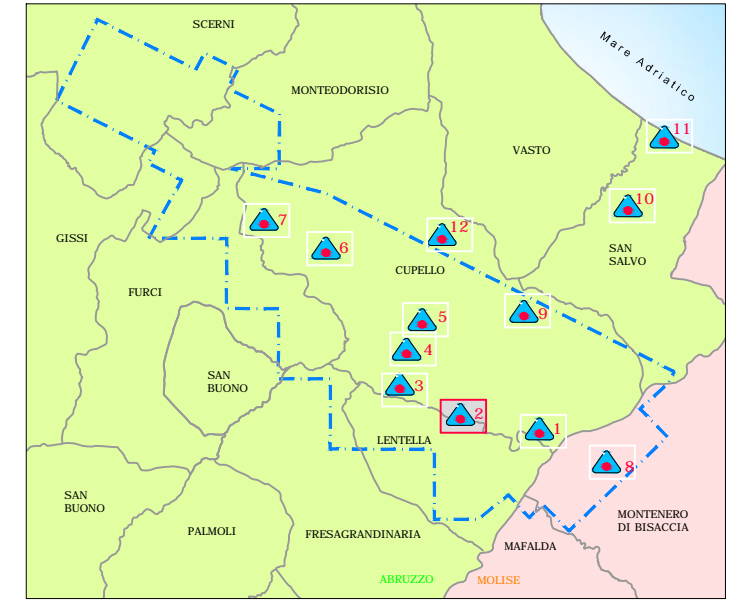 SCERNI
Mare Adriatico
MONTEODORISIO
11
VASTO
10
7
12
6
GISSI
SAN
SALVO
CUPELLO
FURCI
9
5
4
SAN
BUONO
3
2
1
LENTELLA
8
SAN
BUONO
MONTENERO
DI BISACCIA
PALMOLI
FRESAGRANDINARIA
MAFALDA
ABRUZZO
MOLISE